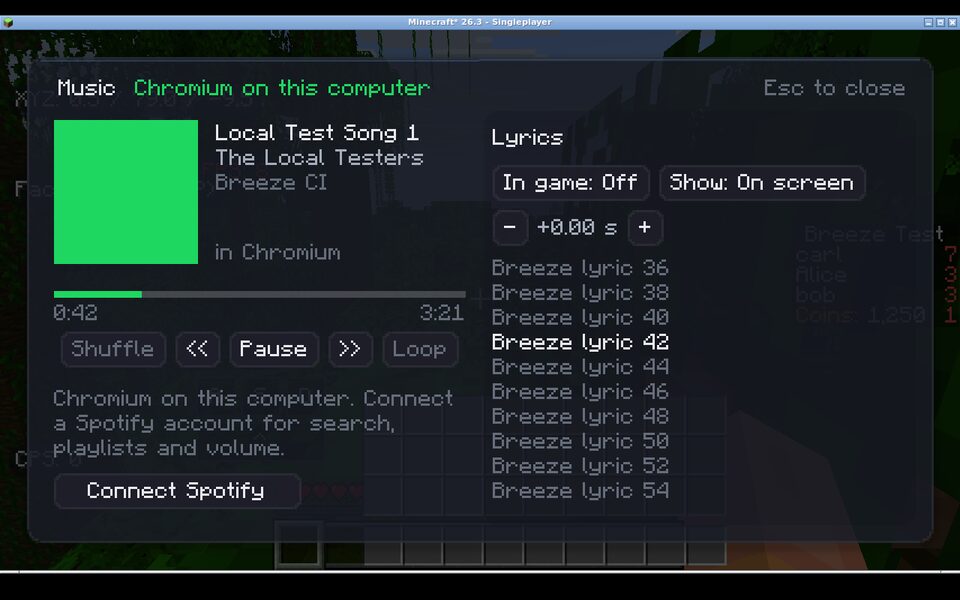 Minecraft* 26.3 - Singleplayer
Music Chromium on this computer
Esc to close
Local Test Song 1
The Local Testers
Breeze CI
in Chromium
0:42 3:21
Shuffle << Pause >> Loop
Chromium on this computer. Connect
a Spotify account for search,
playlists and volume.
Connect Spotify
Lyrics
In game: Off Show: On screen
- +0.00 s +
Breeze lyric 36
Breeze lyric 38
Breeze lyric 40
Breeze lyric 42
Breeze lyric 44
Breeze lyric 46
Breeze lyric 48
Breeze lyric 50
Breeze lyric 52
Breeze lyric 54
Breeze Test
carl 7
Alice 3
bob 3
Coins: 1,250 1